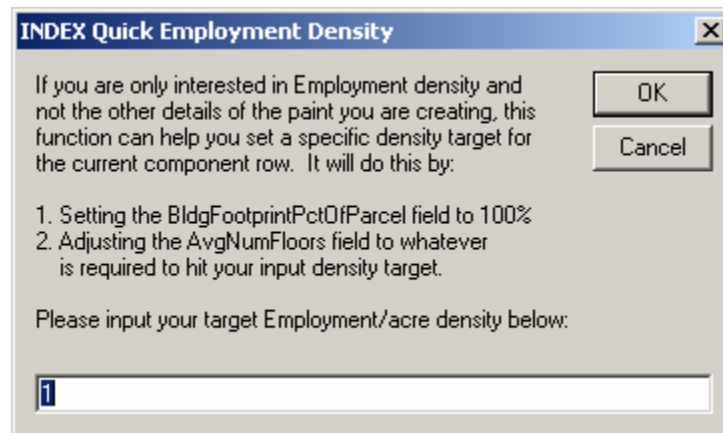 INDEX Quick Employment Density
If you are only interested in Employment density and
not the other details of the paint you are creating, this
function can help you set a specific density target for
the current component row.  It will do this by:
OK
Cancel
1. Setting the BldgFootprintPctOfParcel field to 100%
2. Adjusting the AvgNumFloors field to whatever
is required to hit your input density target.
Please input your target Employment/acre density below:
1